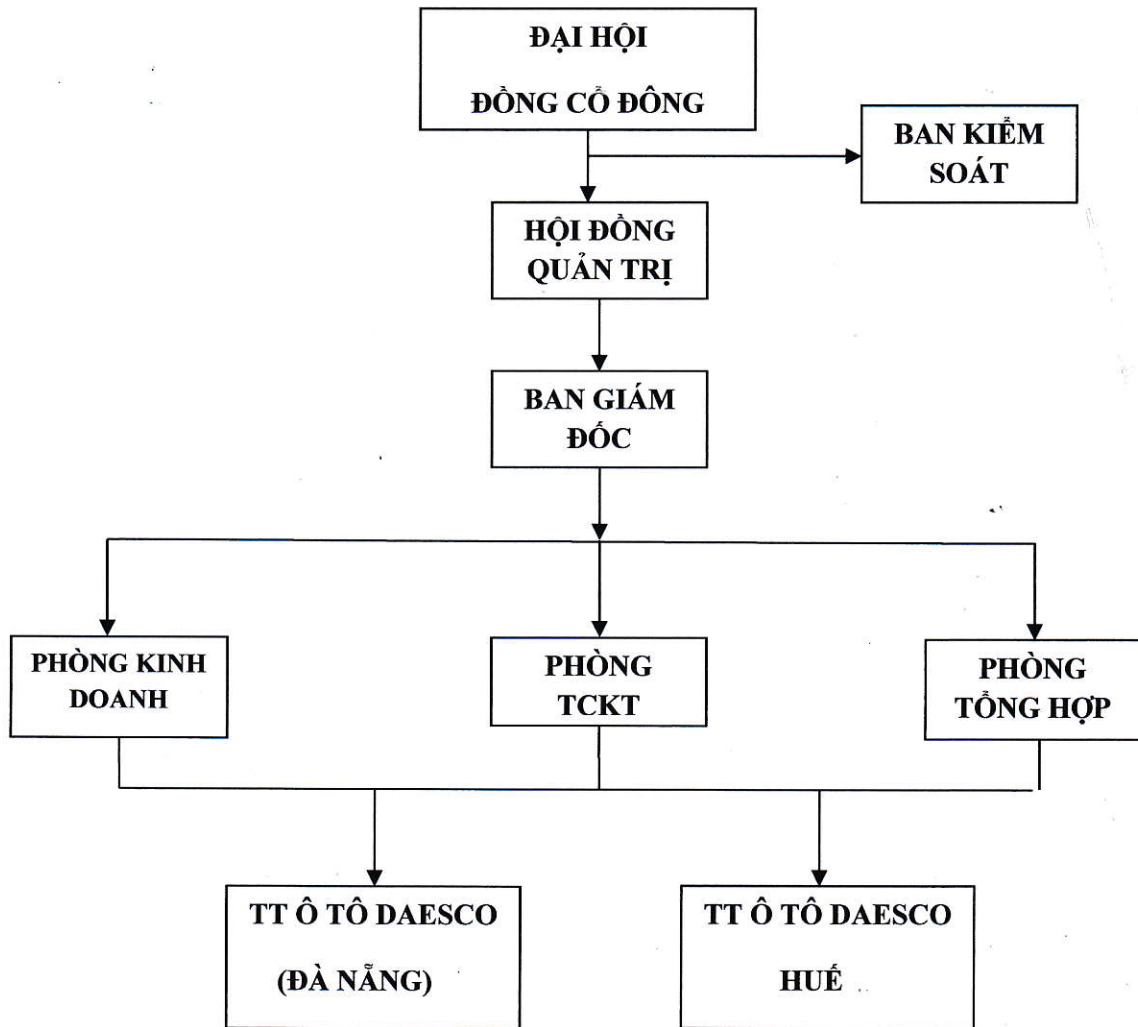 ĐẠI HỘI
ĐỒNG CỔ ĐÔNG
BAN KIỂM
SOÁT
HỘI ĐỒNG
QUẢN TRỊ
BAN GIÁM
ĐỐC
PHÒNG KINH
DOANH
PHÒNG
TCKT
PHÒNG
TỔNG HỢP
TT Ô TÔ DAESCO
(ĐÀ NẴNG)
TT Ô TÔ DAESCO
HUẾ